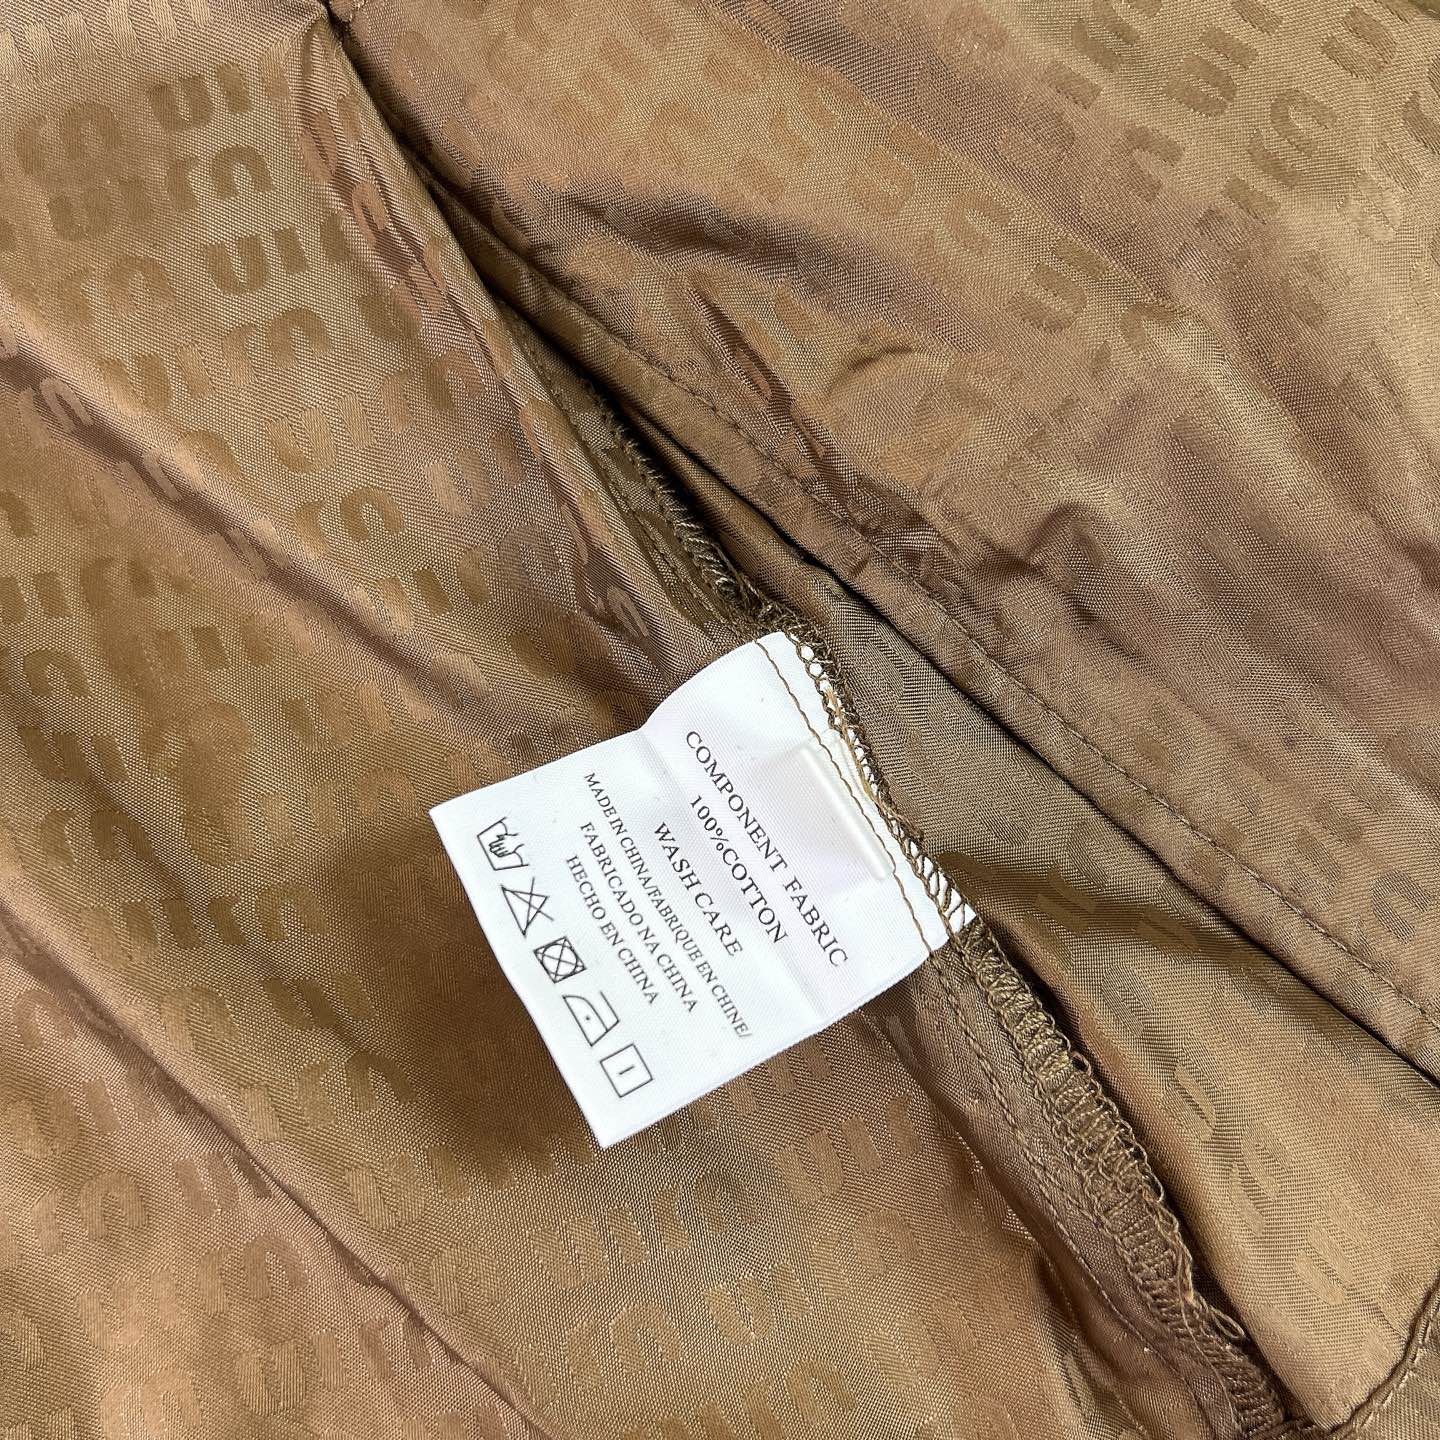 COMPONENT FABRIC
100%COTTON
WASH CARE
MADE IN CHINA/FABRIQUE EN CHINE/
FABRICADO NA CHINA
HECHO EN CHINA